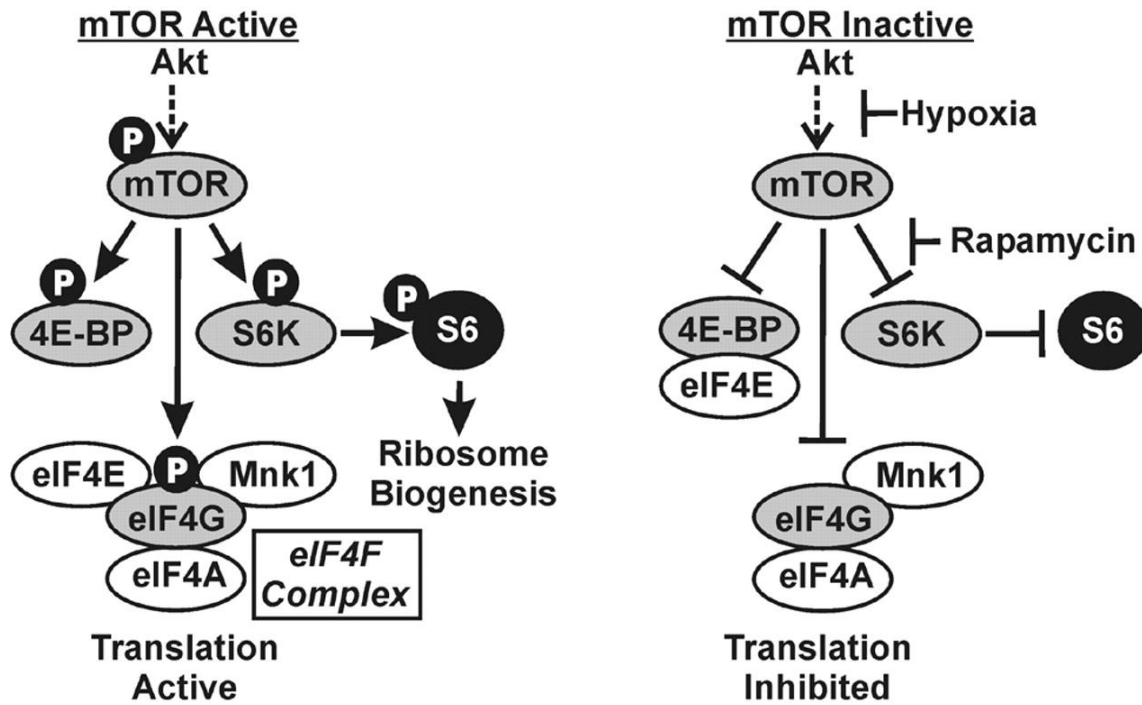 mTOR Active
Akt
P
mTOR
P
4E-BP
P
S6K
P
S6
eIF4E
P
Mnk1
eIF4G
eIF4A
Ribosome
Biogenesis
eIF4F
Complex
Translation
Active
mTOR Inactive
Akt
Hypoxia
mTOR
Rapamycin
4E-BP
eIF4E
S6K
S6
Mnk1
eIF4G
eIF4A
Translation
Inhibited